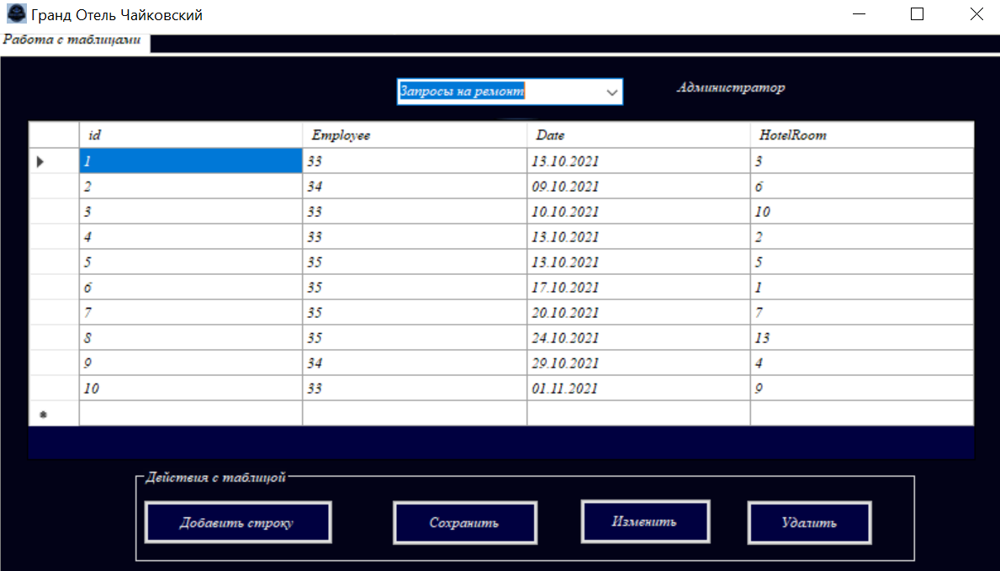 Гранд Отель Чайковский
Работа с таблицами
Запросы на ремонт Администратор
id Employee Date HotelRoom
1 33 13.10.2021 3
2 34 09.10.2021 6
3 33 10.10.2021 10
4 33 13.10.2021 2
5 35 13.10.2021 5
6 35 17.10.2021 1
7 35 20.10.2021 7
8 35 24.10.2021 13
9 34 29.10.2021 4
10 33 01.11.2021 9
Действия с таблицой
Добавить строку Сохранить Изменить Удалить